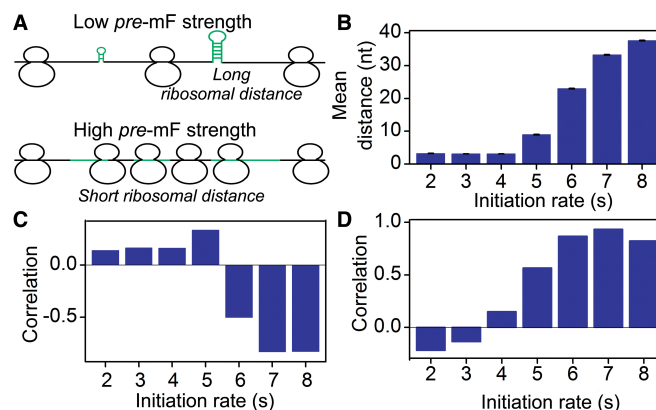 A
Low pre-mF strength
Long
ribosomal distance
High pre-mF strength
Short ribosomal distance
B
Mean
distance (nt)
40
30
20
10
0
2 3 4 5 6 7 8
Initiation rate (s)
C
Correlation
0.0
-0.5
2 3 4 5 6 7 8
Initiation rate (s)
D
Correlation
1.0
0.5
0.0
2 3 4 5 6 7 8
Initiation rate (s)